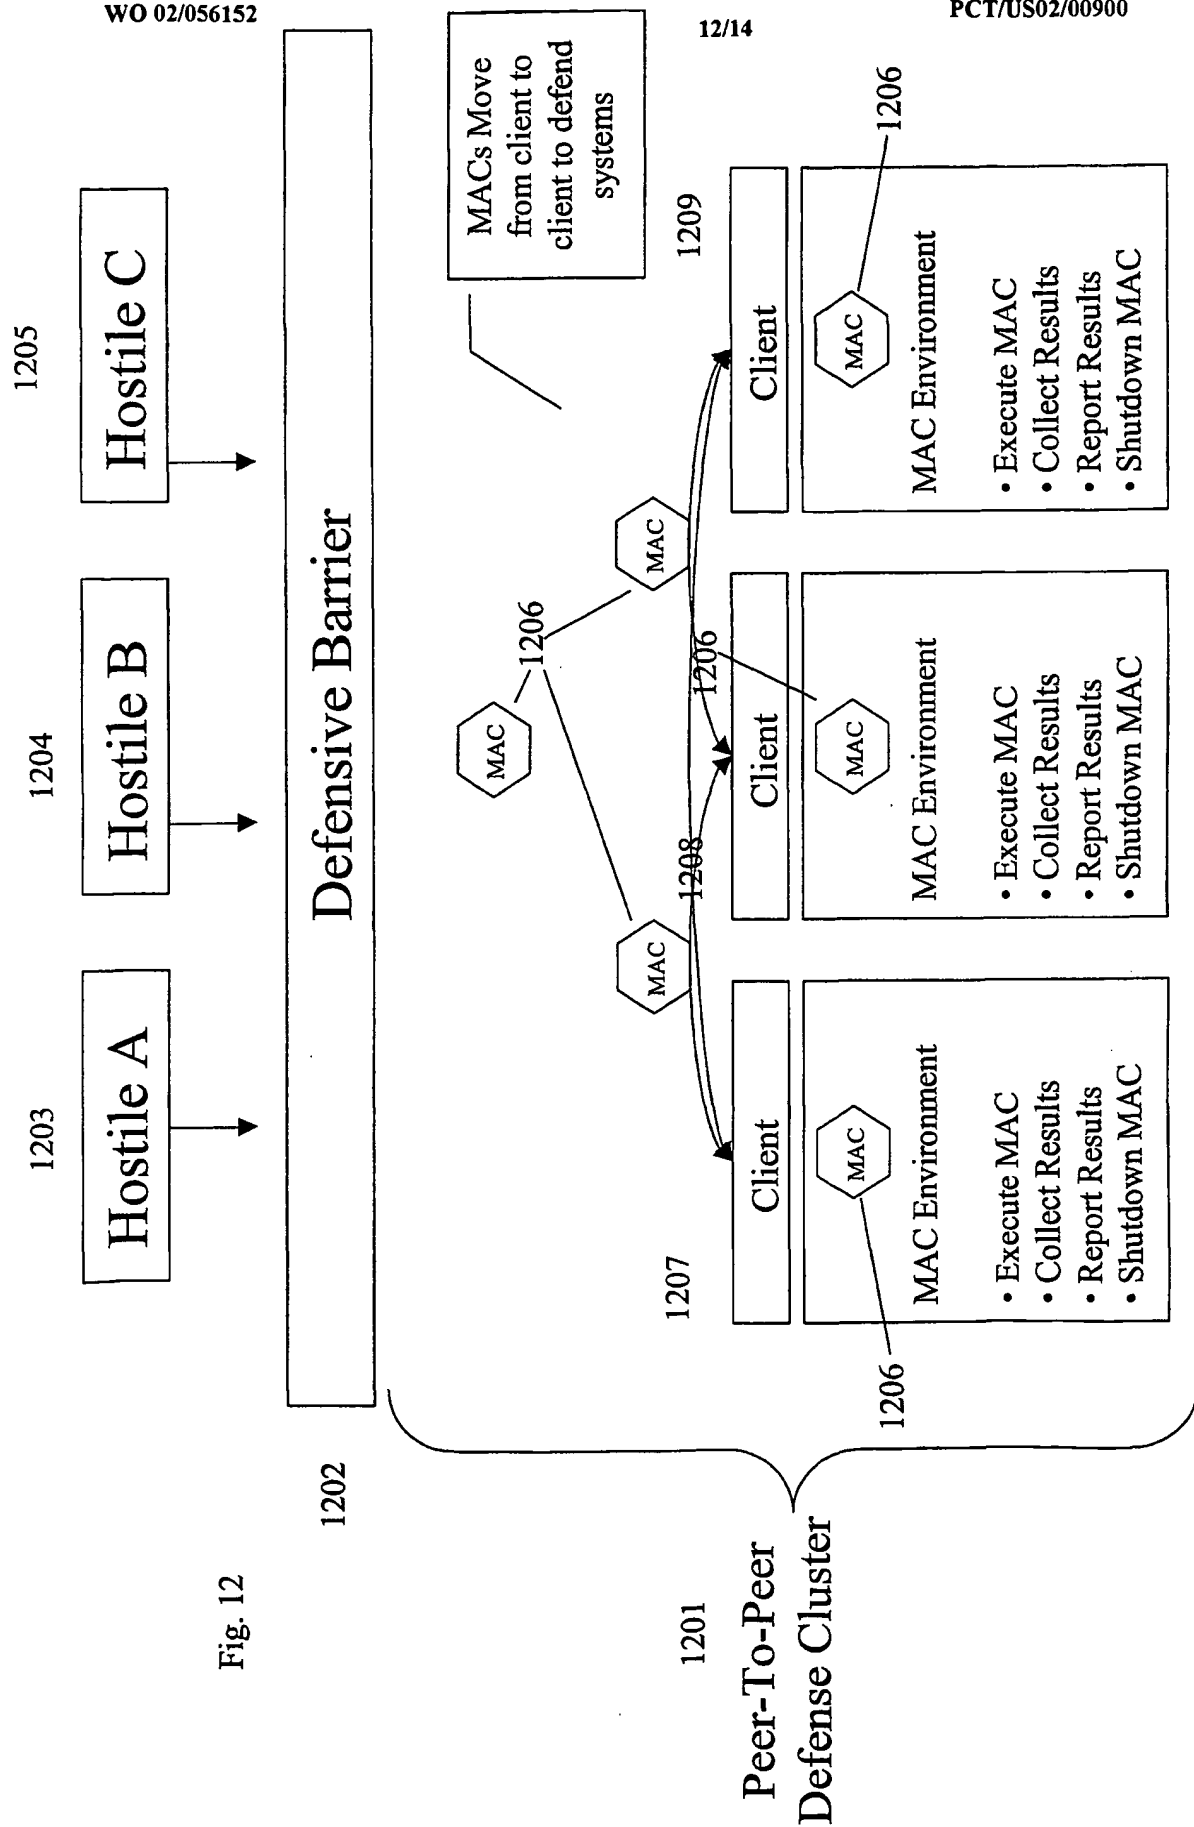 WO 02/056152
12/14
PCT/US02/00900
Fig. 12
1203
1204
1205
Hostile A
Hostile B
Hostile C
1202
Defensive Barrier
MACs Move
from client to
client to defend
systems
1206
MAC
MAC
MAC
1201
Peer-To-Peer
Defense Cluster
1207
1208
1206
1209
Client
Client
Client
1206
MAC
MAC Environment
• Execute MAC
• Collect Results
• Report Results
• Shutdown MAC
MAC
MAC Environment
• Execute MAC
• Collect Results
• Report Results
• Shutdown MAC
1206
MAC
MAC Environment
• Execute MAC
• Collect Results
• Report Results
• Shutdown MAC